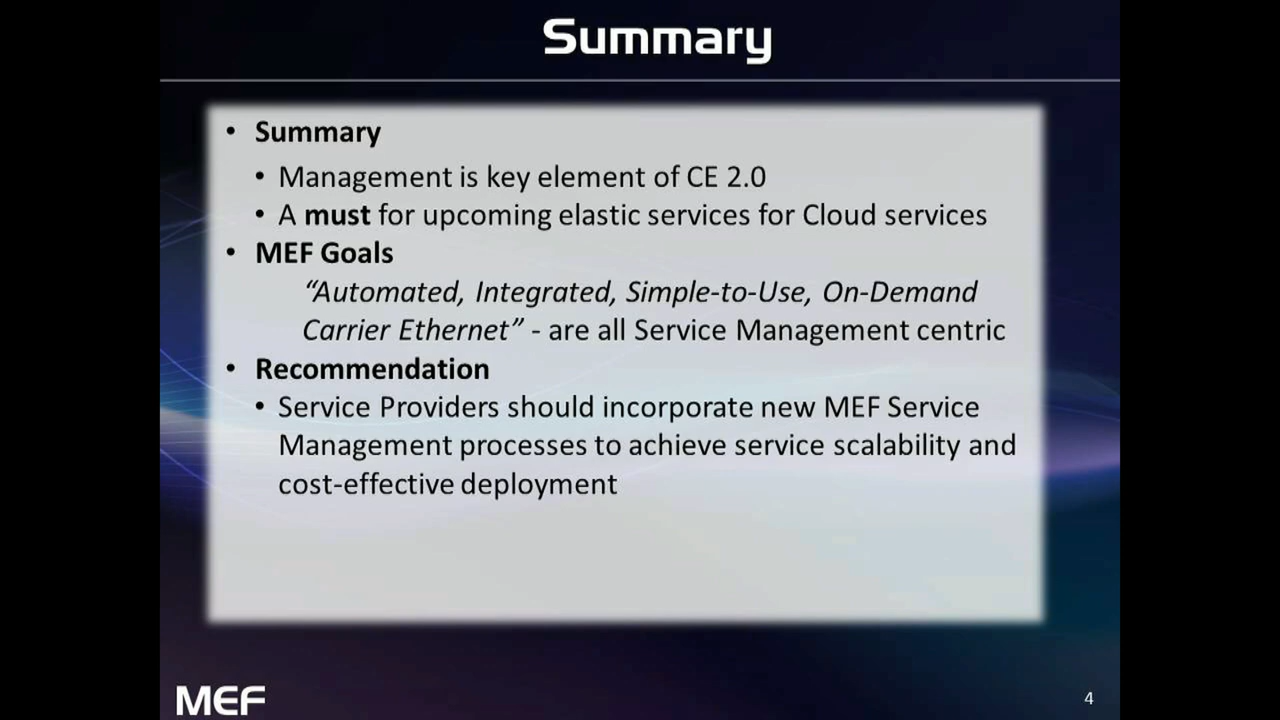 Summary
• Summary
• Management is key element of CE 2.0
• A must for upcoming elastic services for Cloud services
• MEF Goals
“Automated, Integrated, Simple-to-Use, On-Demand
Carrier Ethernet” - are all Service Management centric
• Recommendation
• Service Providers should incorporate new MEF Service
Management processes to achieve service scalability and
cost-effective deployment
MEF
4